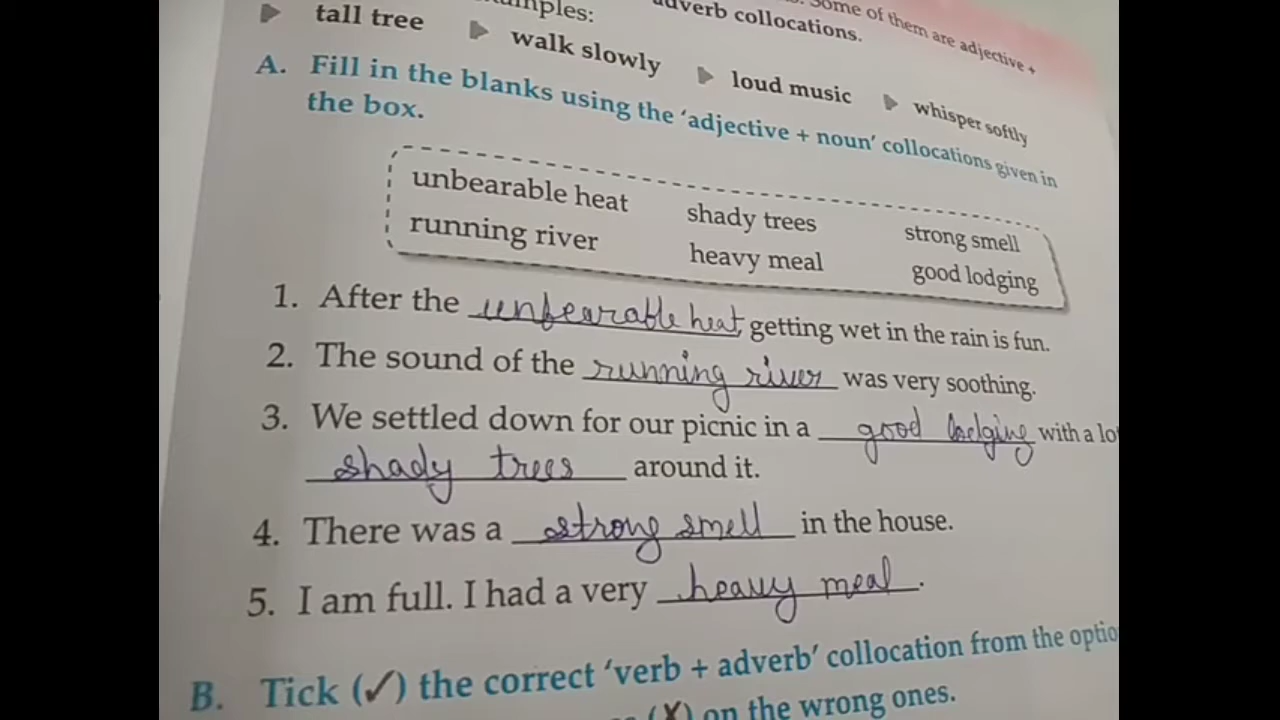 Some of them are adjective +
adverb collocations.
tall tree walk slowly loud music whisper softly
A. Fill in the blanks using the ‘adjective + noun’ collocations given in
the box.
unbearable heat shady trees strong smell
running river heavy meal good lodging
1. After the unbearable heat, getting wet in the rain is fun.
2. The sound of the running river was very soothing.
3. We settled down for our picnic in a good lodging with a lo
shady trees around it.
4. There was a strong smell in the house.
5. I am full. I had a very heavy meal.
B. Tick (✓) the correct ‘verb + adverb’ collocation from the optio
(✗) on the wrong ones.